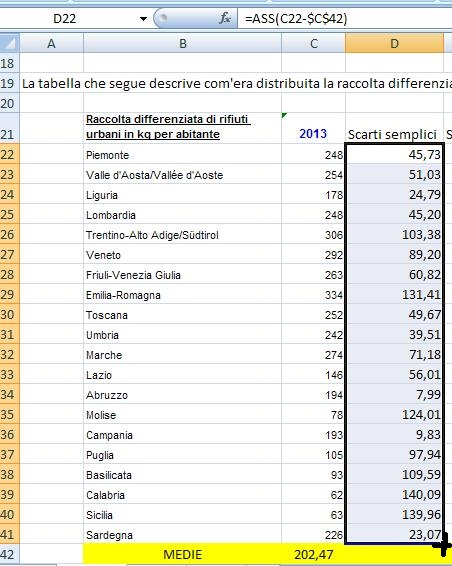 D22 fx =ASS(C22-$C$42)
A B C D
18
19 La tabella che segue descrive com'era distribuita la raccolta differenzia
20
21 Raccolta differenziata di rifiuti urbani in kg per abitante 2013 Scarti semplici S
22 Piemonte 248 45,73
23 Valle d'Aosta/Vallée d'Aoste 254 51,03
24 Liguria 178 24,79
25 Lombardia 248 45,20
26 Trentino-Alto Adige/Südtirol 306 103,38
27 Veneto 292 89,20
28 Friuli-Venezia Giulia 263 60,82
29 Emilia-Romagna 334 131,41
30 Toscana 252 49,67
31 Umbria 242 39,51
32 Marche 274 71,18
33 Lazio 146 56,01
34 Abruzzo 194 7,99
35 Molise 78 124,01
36 Campania 193 9,83
37 Puglia 105 97,94
38 Basilicata 93 109,59
39 Calabria 62 140,09
40 Sicilia 63 139,96
41 Sardegna 226 23,07
42 MEDIE 202,47